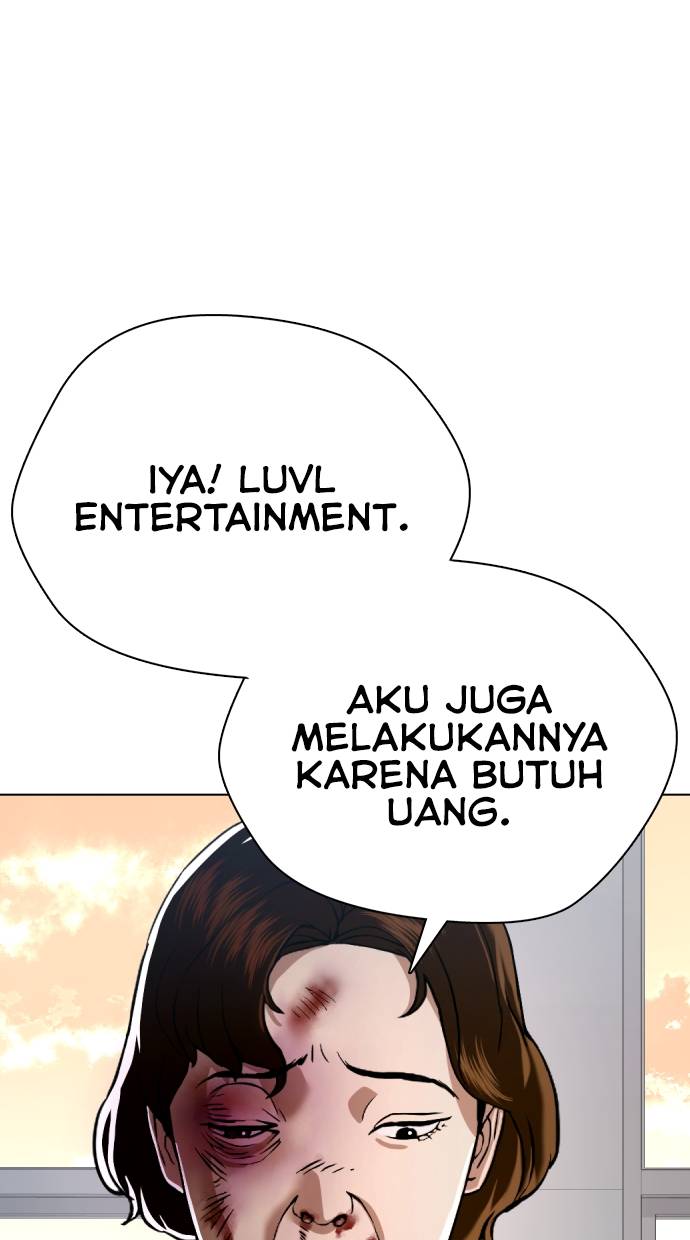 IYA! LUVL
ENTERTAINMENT.
AKU JUGA
MELAKUKANNYA
KARENA BUTUH
UANG.